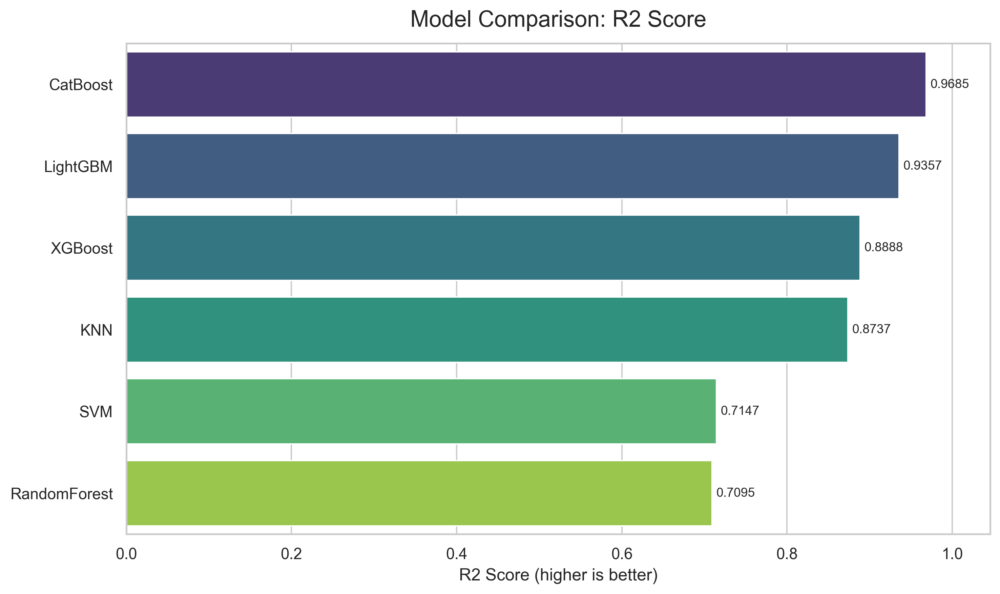 Model Comparison: R2 Score
CatBoost
0.9685
LightGBM
0.9357
XGBoost
0.8888
KNN
0.8737
SVM
0.7147
RandomForest
0.7095
0.0 0.2 0.4 0.6 0.8 1.0
R2 Score (higher is better)